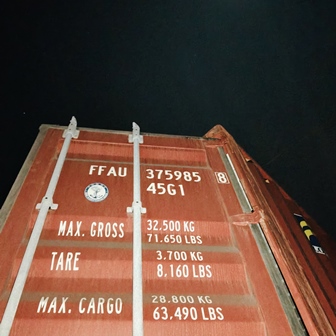 FFAU 375985 8
45G1
MAX. GROSS 32.500 KG
71.650 LBS
TARE 3.700 KG
8.160 LBS
MAX. CARGO 28.800 KG
63.490 LBS